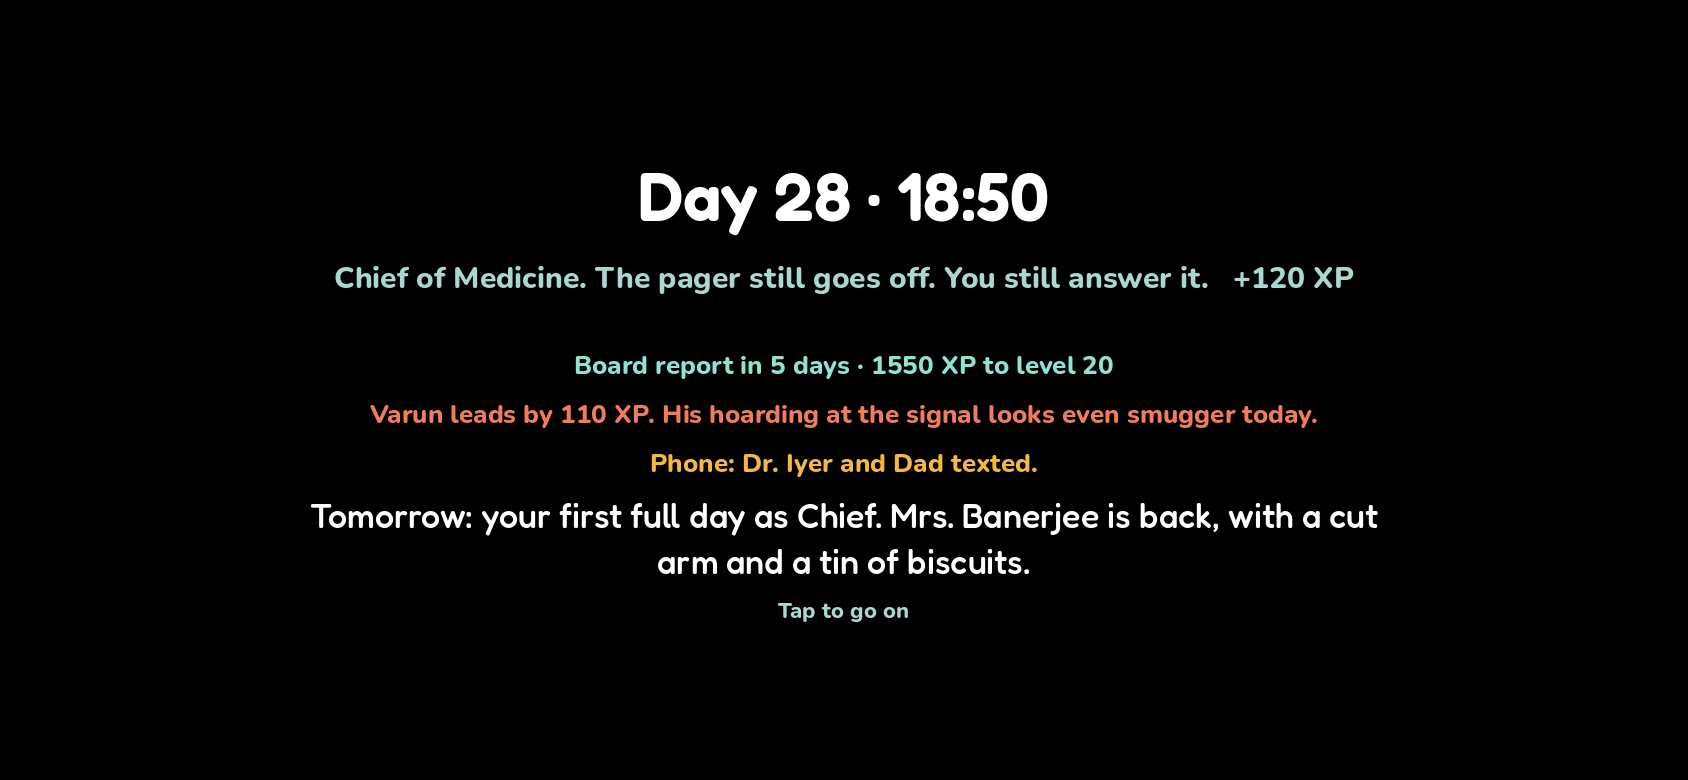 Day 28 · 18:50
Chief of Medicine. The pager still goes off. You still answer it. +120 XP
Board report in 5 days · 1550 XP to level 20
Varun leads by 110 XP. His hoarding at the signal looks even smugger today.
Phone: Dr. Iyer and Dad texted.
Tomorrow: your first full day as Chief. Mrs. Banerjee is back, with a cut
arm and a tin of biscuits.
Tap to go on